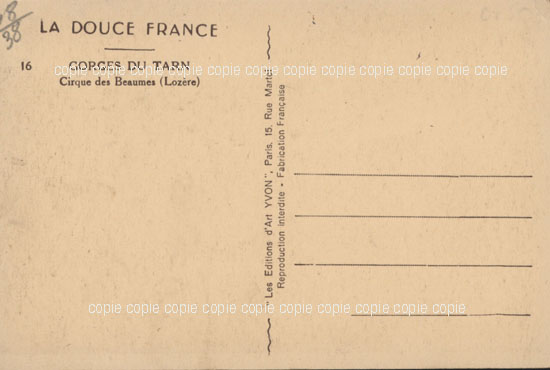 28/38
LA DOUCE FRANCE
16 GORGES DU TARN
copie copie copie copie copie copie copie copie copie copie copie copie
Cirque des Beaumes (Lozère)
"Les Editions d'Art YVON", Paris, 15, Rue Martel
Reproduction Interdite - Fabrication Française
copie copie copie copie copie copie copie copie copie copie